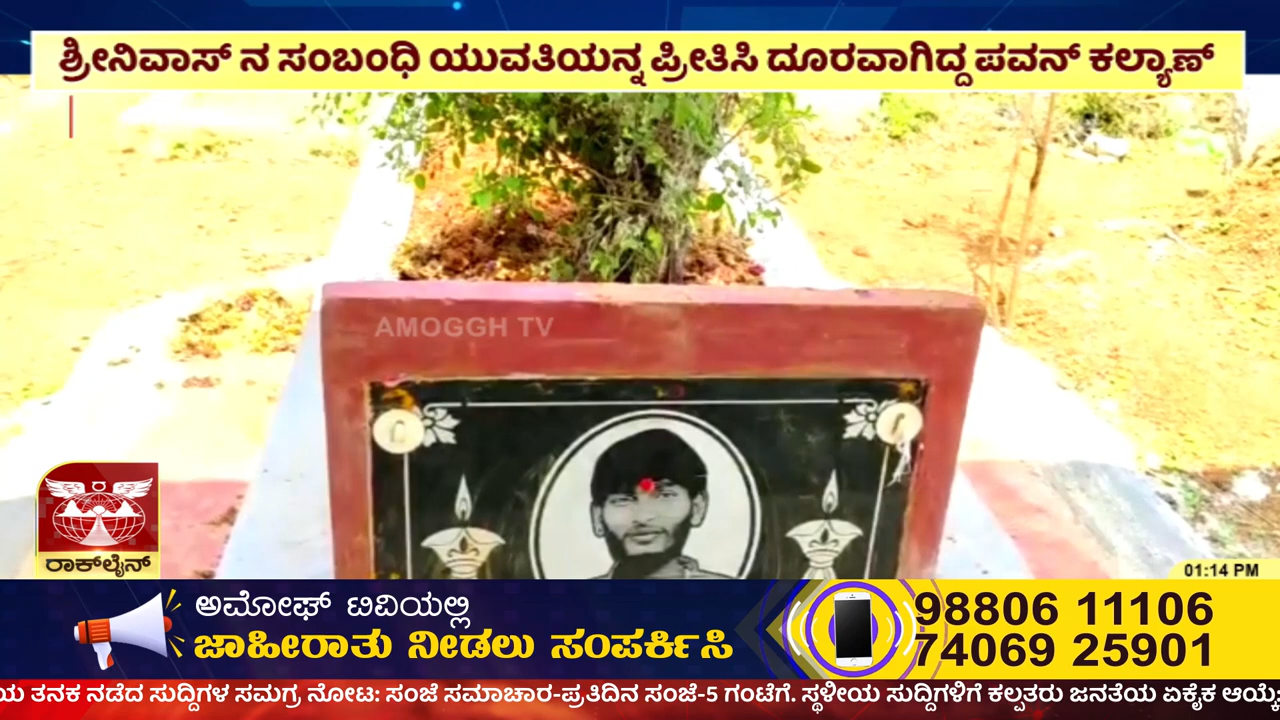 ಶ್ರೀನಿವಾಸ್ ನ ಸಂಬಂಧಿ ಯುವತಿಯನ್ನ ಪ್ರೀತಿಸಿ ದೂರವಾಗಿದ್ದ ಪವನ್ ಕಲ್ಯಾಣ್
AMOGGH TV
ರಾಕ್‌ಲೈನ್
01:14 PM
ಅಮೋಘ್ ಟಿವಿಯಲ್ಲಿ
ಜಾಹೀರಾತು ನೀಡಲು ಸಂಪರ್ಕಿಸಿ
98806 11106
74069 25901
ಯ ತನಕ ನಡೆದ ಸುದ್ದಿಗಳ ಸಮಗ್ರ ನೋಟ: ಸಂಜೆ ಸಮಾಚಾರ-ಪ್ರತಿದಿನ ಸಂಜೆ-5 ಗಂಟೆಗೆ. ಸ್ಥಳೀಯ ಸುದ್ದಿಗಳಿಗೆ ಕಲ್ಪತರು ಜನತೆಯ ಏಕೈಕ ಆಯ್ಕೆ: